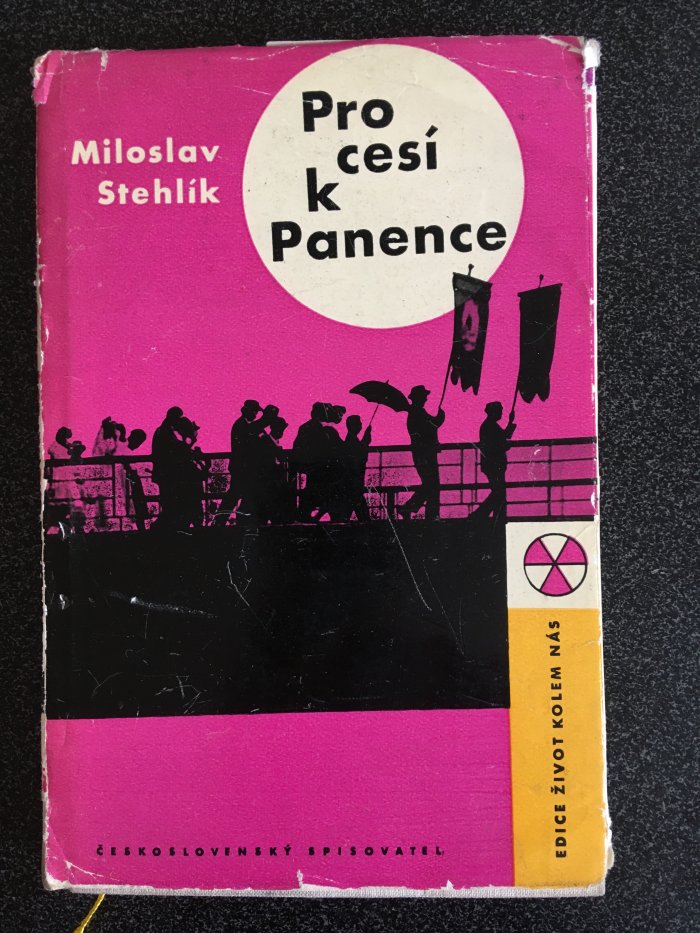 Miloslav
Stehlík
Pro
cesí
k
Panence
EDICE ŽIVOT KOLEM NÁS
ČESKOSLOVENSKÝ SPISOVATEL